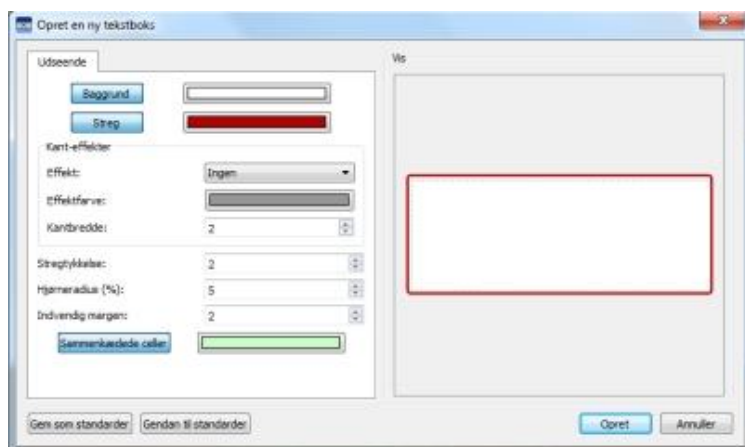 Opret en ny tekstboks
Udseende
Vis
Baggrund
Streg
Kant-effekter
Effekt: Ingen
Effektfarve:
Kantbredde: 2
Stregtykkelse: 2
Hjørneradius (%): 5
Indvendig margen: 2
Sammenkædede celler
Gem som standarder Gendan til standarder Opret Annuller